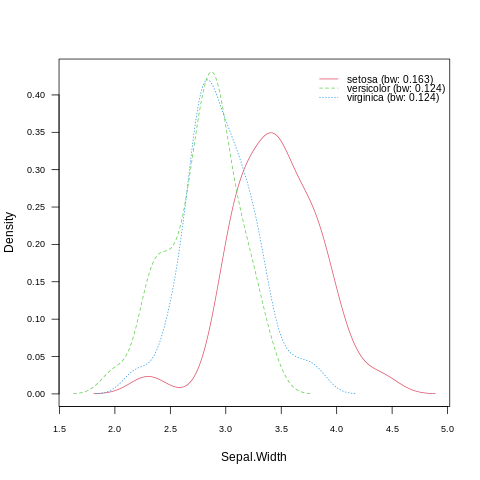 setosa (bw: 0.163)
versicolor (bw: 0.124)
virginica (bw: 0.124)
Density
0.40
0.35
0.30
0.25
0.20
0.15
0.10
0.05
0.00
1.5 2.0 2.5 3.0 3.5 4.0 4.5 5.0
Sepal.Width